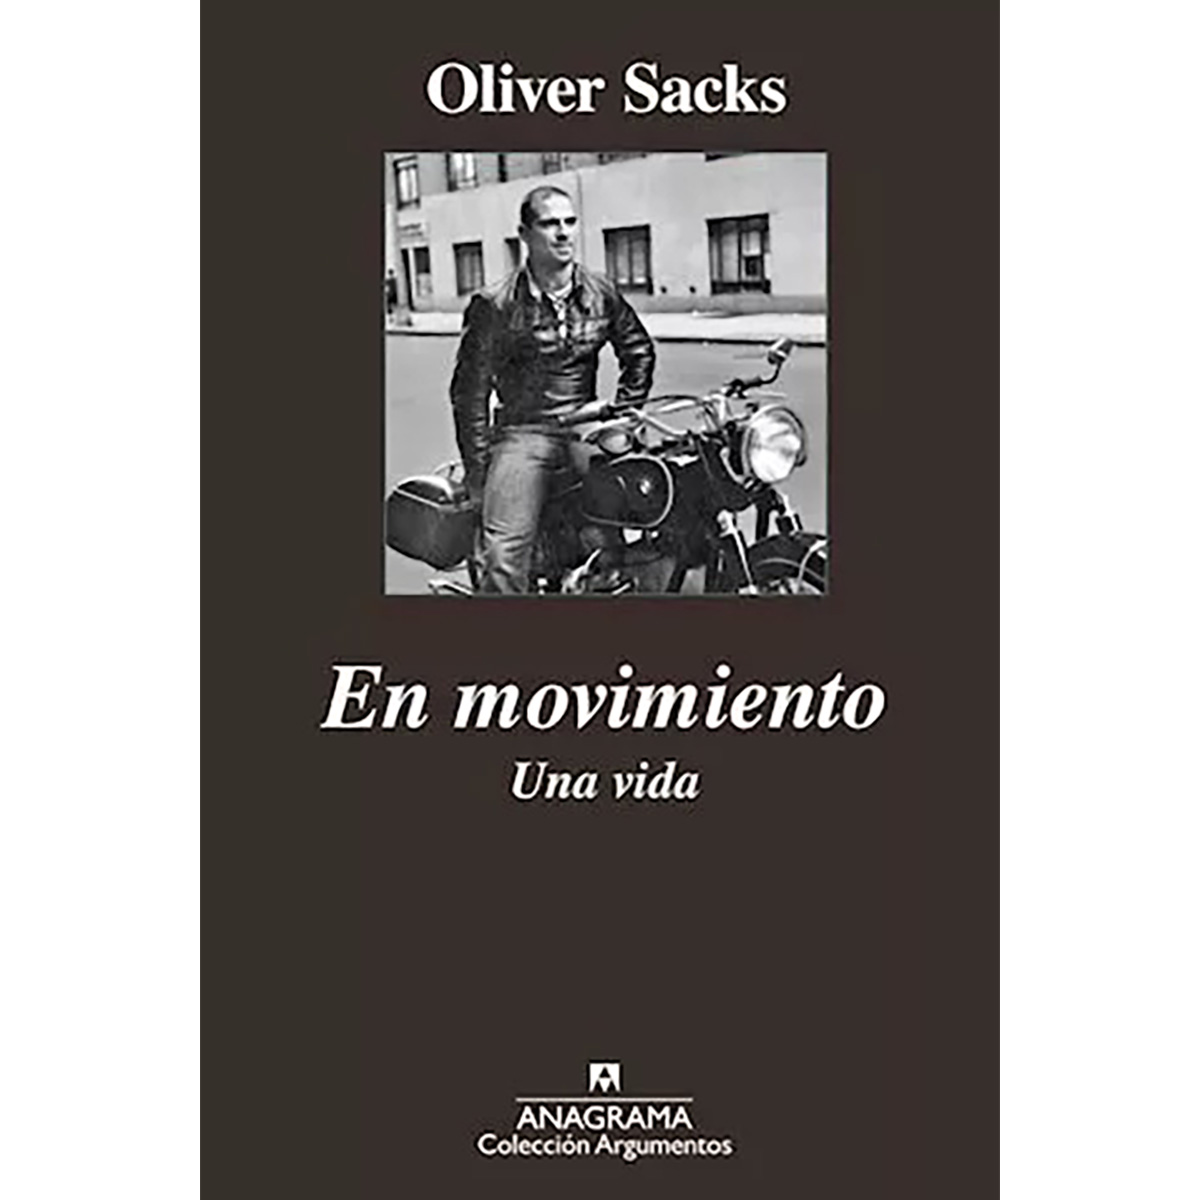 Oliver Sacks
En movimiento
Una vida
ANAGRAMA
Colección Argumentos